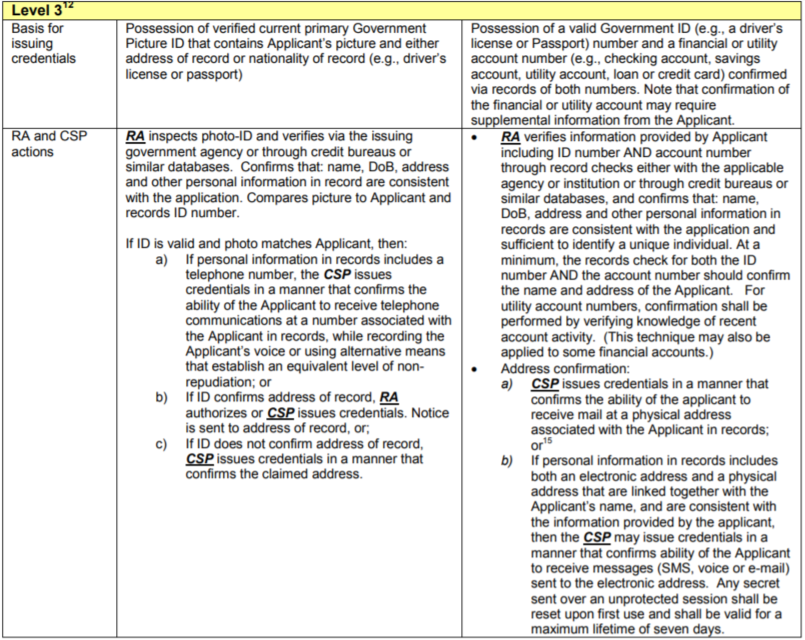 Level 3¹²
Basis for
issuing
credentials
Possession of verified current primary Government
Picture ID that contains Applicant's picture and either
address of record or nationality of record (e.g., driver's
license or passport)
Possession of a valid Government ID (e.g., a driver's
license or Passport) number and a financial or utility
account number (e.g., checking account, savings
account, utility account, loan or credit card) confirmed
via records of both numbers. Note that confirmation of
the financial or utility account may require
supplemental information from the Applicant.
RA and CSP
actions
RA inspects photo-ID and verifies via the issuing
government agency or through credit bureaus or
similar databases. Confirms that: name, DoB, address
and other personal information in record are consistent
with the application. Compares picture to Applicant and
records ID number.
If ID is valid and photo matches Applicant, then:
a) If personal information in records includes a
telephone number, the CSP issues
credentials in a manner that confirms the
ability of the Applicant to receive telephone
communications at a number associated with
the Applicant in records, while recording the
Applicant's voice or using alternative means
that establish an equivalent level of non-
repudiation; or
b) If ID confirms address of record, RA
authorizes or CSP issues credentials. Notice
is sent to address of record, or;
c) If ID does not confirm address of record,
CSP issues credentials in a manner that
confirms the claimed address.
• RA verifies information provided by Applicant
including ID number AND account number
through record checks either with the applicable
agency or institution or through credit bureaus or
similar databases, and confirms that: name,
DoB, address and other personal information in
records are consistent with the application and
sufficient to identify a unique individual. At a
minimum, the records check for both the ID
number AND the account number should confirm
the name and address of the Applicant. For
utility account numbers, confirmation shall be
performed by verifying knowledge of recent
account activity. (This technique may also be
applied to some financial accounts.)
• Address confirmation:
a) CSP issues credentials in a manner that
confirms the ability of the applicant to
receive mail at a physical address
associated with the Applicant in records;
or¹⁵
b) If personal information in records includes
both an electronic address and a physical
address that are linked together with the
Applicant's name, and are consistent with
the information provided by the applicant,
then the CSP may issue credentials in a
manner that confirms ability of the Applicant
to receive messages (SMS, voice or e-mail)
sent to the electronic address. Any secret
sent over an unprotected session shall be
reset upon first use and shall be valid for a
maximum lifetime of seven days.